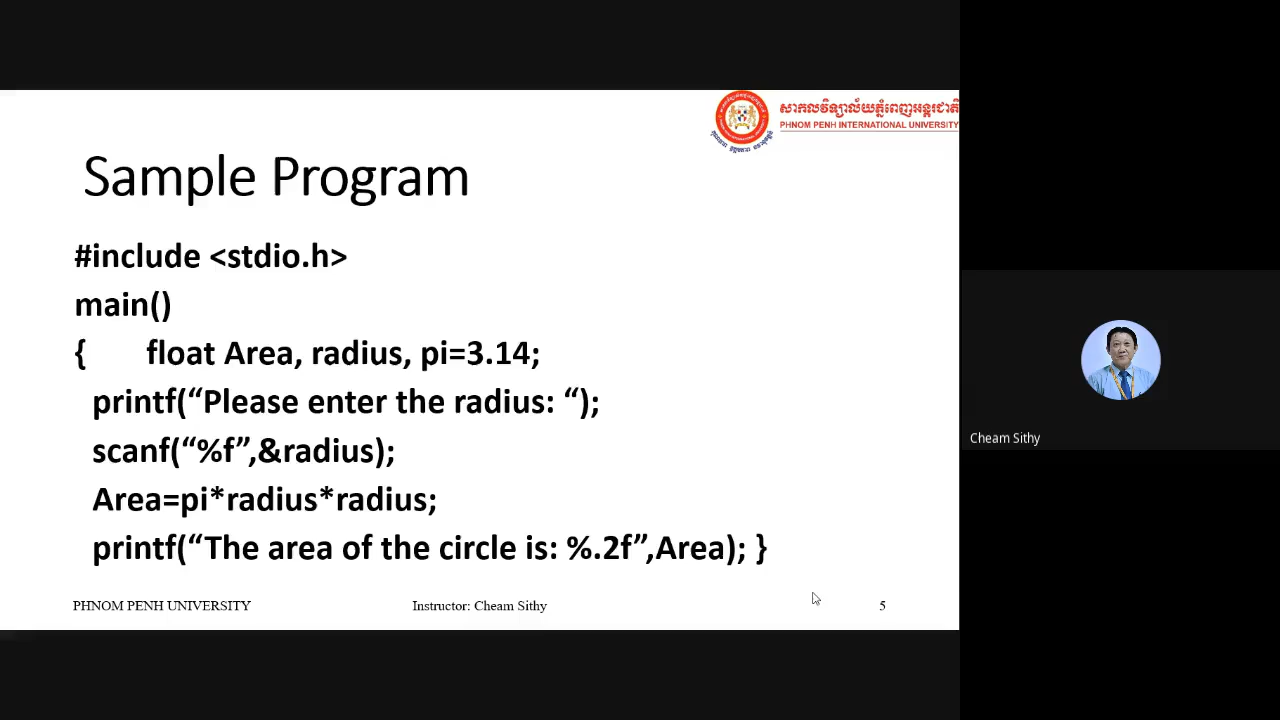 សាកលវិទ្យាល័យភ្នំពេញអន្តរជាតិ
PHNOM PENH INTERNATIONAL UNIVERSITY
Sample Program
#include <stdio.h>
main()
{ float Area, radius, pi=3.14;
printf(“Please enter the radius: “);
scanf(“%f”,&radius);
Area=pi*radius*radius;
printf(“The area of the circle is: %.2f”,Area); }
PHNOM PENH UNIVERSITY Instructor: Cheam Sithy 5
Cheam Sithy